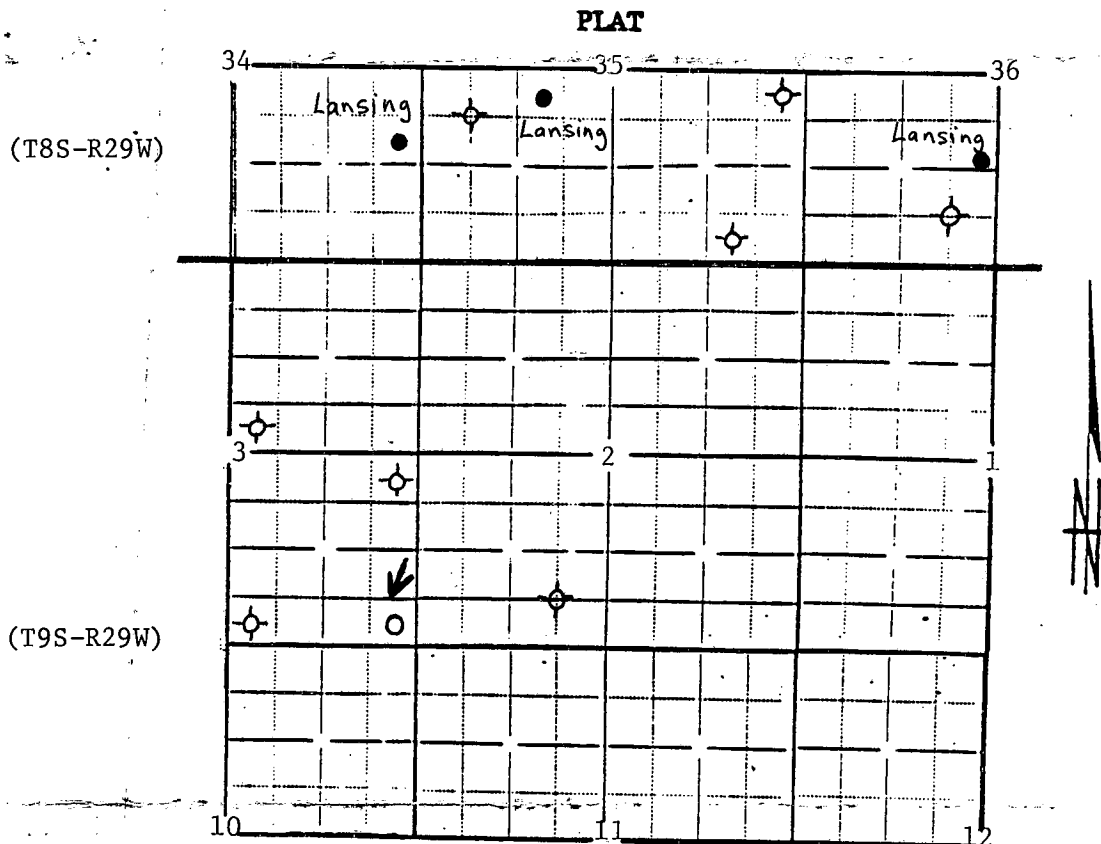 PLAT
34 35 36
Lansing
Lansing
Lansing
(T8S-R29W)
3 2 1
N
(T9S-R29W)
10 11 12